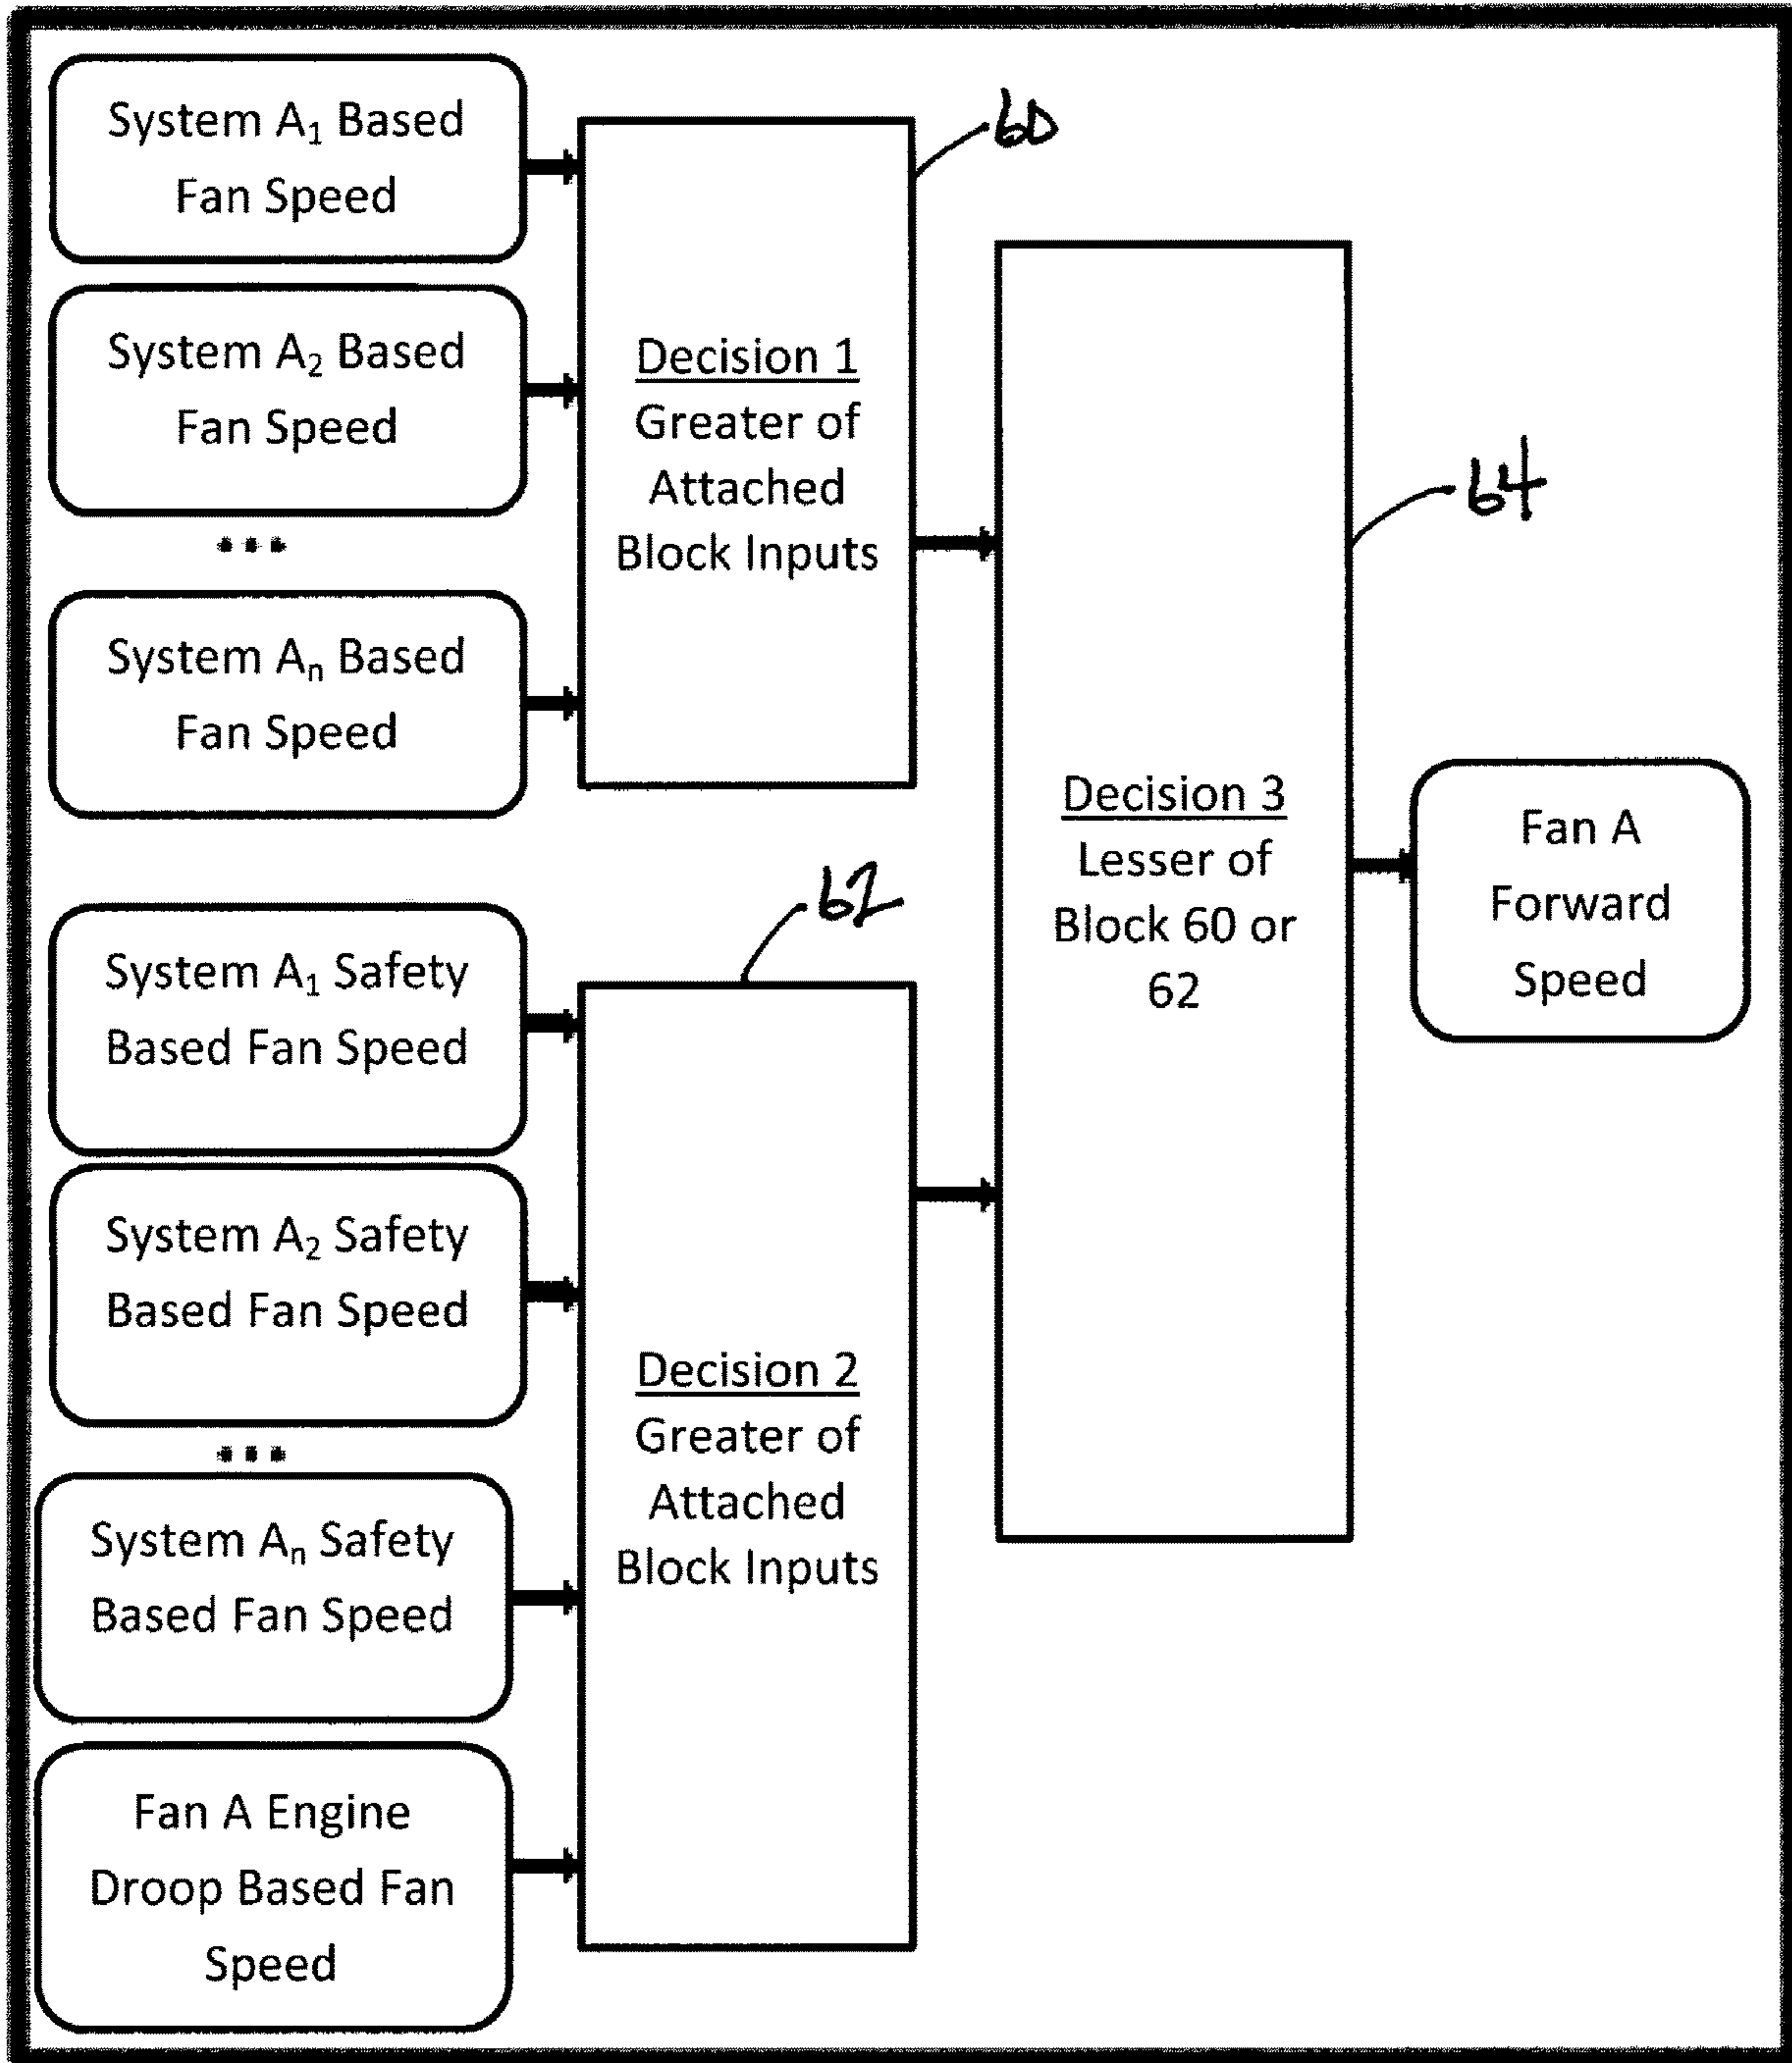 System A₁ Based
Fan Speed
System A₂ Based
Fan Speed
...
System Aₙ Based
Fan Speed
Decision 1
Greater of
Attached
Block Inputs
60
System A₁ Safety
Based Fan Speed
System A₂ Safety
Based Fan Speed
...
System Aₙ Safety
Based Fan Speed
Fan A Engine
Droop Based Fan
Speed
Decision 2
Greater of
Attached
Block Inputs
62
Decision 3
Lesser of
Block 60 or
62
64
Fan A
Forward
Speed